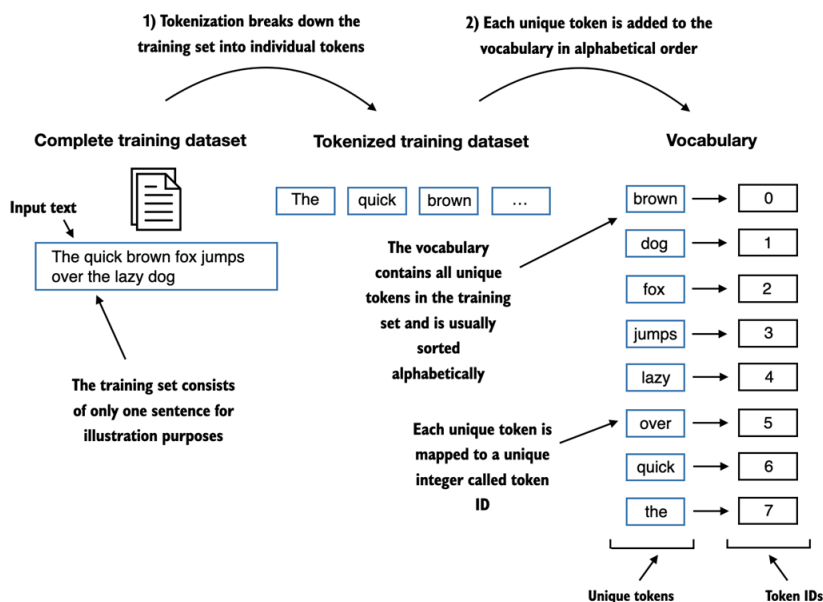 1) Tokenization breaks down the
training set into individual tokens
2) Each unique token is added to the
vocabulary in alphabetical order
Complete training dataset
Tokenized training dataset
Vocabulary
Input text
The quick brown fox jumps
over the lazy dog
The training set consists
of only one sentence for
illustration purposes
The
quick
brown
...
The vocabulary
contains all unique
tokens in the training
set and is usually
sorted
alphabetically
Each unique token is
mapped to a unique
integer called token
ID
brown 0
dog 1
fox 2
jumps 3
lazy 4
over 5
quick 6
the 7
Unique tokens
Token IDs